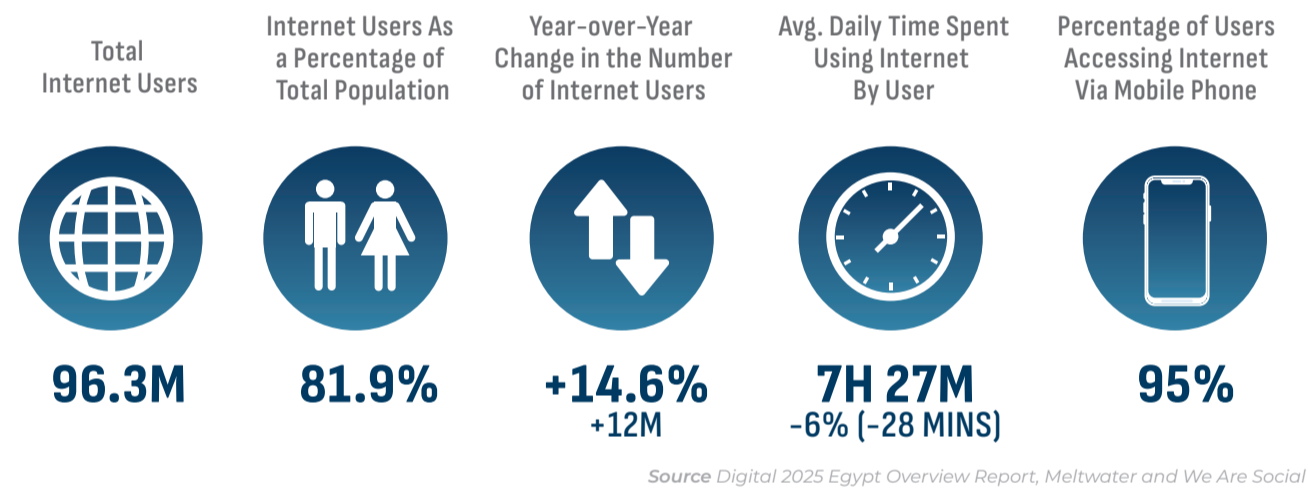 Total
Internet Users
Internet Users As
a Percentage of
Total Population
Year-over-Year
Change in the Number
of Internet Users
Avg. Daily Time Spent
Using Internet
By User
Percentage of Users
Accessing Internet
Via Mobile Phone
96.3M
81.9%
+14.6%
+12M
7H 27M
-6% (-28 MINS)
95%
Source Digital 2025 Egypt Overview Report, Meltwater and We Are Social